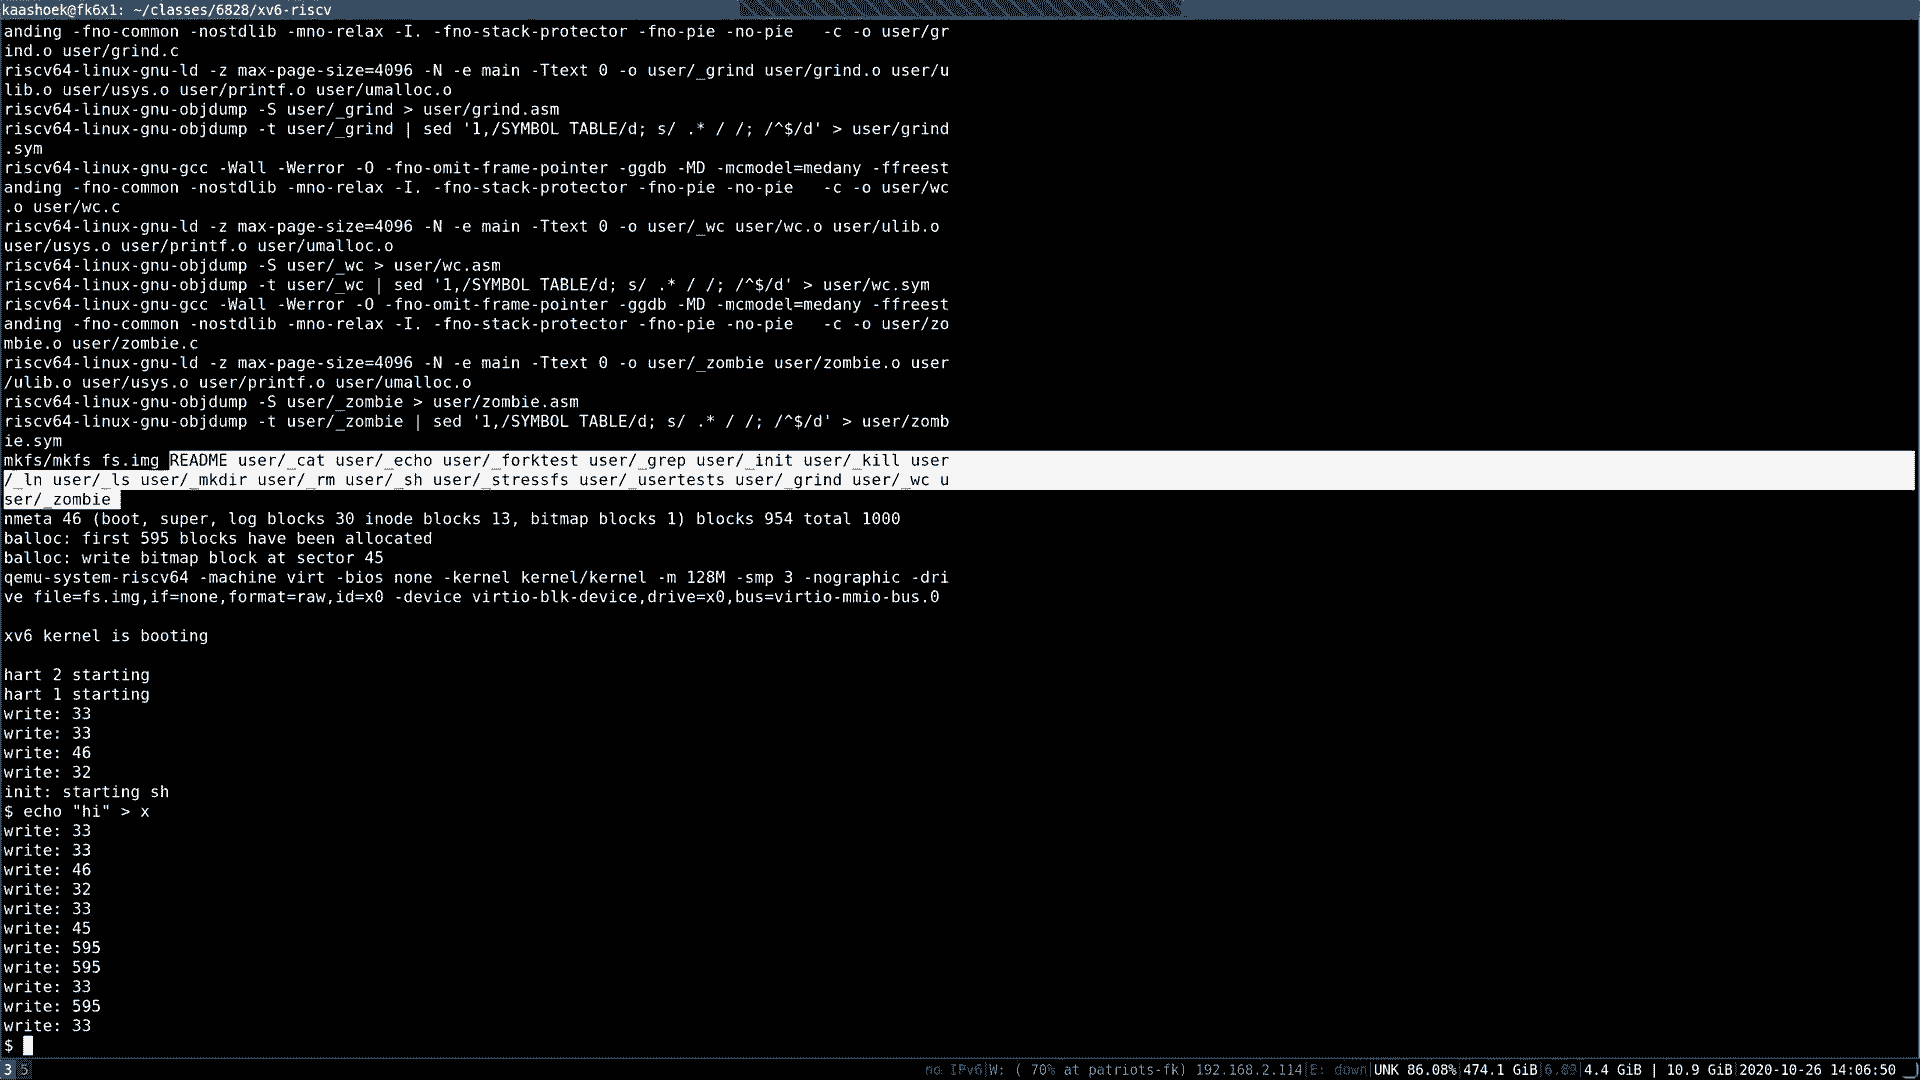 kaashoek@fk6x1: ~/classes/6828/xv6-riscv
anding -fno-common -nostdlib -mno-relax -I. -fno-stack-protector -fno-pie -no-pie   -c -o user/gr
ind.o user/grind.c
riscv64-linux-gnu-ld -z max-page-size=4096 -N -e main -Ttext 0 -o user/_grind user/grind.o user/u
lib.o user/usys.o user/printf.o user/umalloc.o
riscv64-linux-gnu-objdump -S user/_grind > user/grind.asm
riscv64-linux-gnu-objdump -t user/_grind | sed '1,/SYMBOL TABLE/d; s/ .* / /; /^$/d' > user/grind
.sym
riscv64-linux-gnu-gcc -Wall -Werror -O -fno-omit-frame-pointer -ggdb -MD -mcmodel=medany -ffreest
anding -fno-common -nostdlib -mno-relax -I. -fno-stack-protector -fno-pie -no-pie   -c -o user/wc
.o user/wc.c
riscv64-linux-gnu-ld -z max-page-size=4096 -N -e main -Ttext 0 -o user/_wc user/wc.o user/ulib.o
user/usys.o user/printf.o user/umalloc.o
riscv64-linux-gnu-objdump -S user/_wc > user/wc.asm
riscv64-linux-gnu-objdump -t user/_wc | sed '1,/SYMBOL TABLE/d; s/ .* / /; /^$/d' > user/wc.sym
riscv64-linux-gnu-gcc -Wall -Werror -O -fno-omit-frame-pointer -ggdb -MD -mcmodel=medany -ffreest
anding -fno-common -nostdlib -mno-relax -I. -fno-stack-protector -fno-pie -no-pie   -c -o user/zo
mbie.o user/zombie.c
riscv64-linux-gnu-ld -z max-page-size=4096 -N -e main -Ttext 0 -o user/_zombie user/zombie.o user
/ulib.o user/usys.o user/printf.o user/umalloc.o
riscv64-linux-gnu-objdump -S user/_zombie > user/zombie.asm
riscv64-linux-gnu-objdump -t user/_zombie | sed '1,/SYMBOL TABLE/d; s/ .* / /; /^$/d' > user/zomb
ie.sym
mkfs/mkfs fs.img README user/_cat user/_echo user/_forktest user/_grep user/_init user/_kill user
/_ln user/_ls user/_mkdir user/_rm user/_sh user/_stressfs user/_usertests user/_grind user/_wc u
ser/_zombie
nmeta 46 (boot, super, log blocks 30 inode blocks 13, bitmap blocks 1) blocks 954 total 1000
balloc: first 595 blocks have been allocated
balloc: write bitmap block at sector 45
qemu-system-riscv64 -machine virt -bios none -kernel kernel/kernel -m 128M -smp 3 -nographic -dri
ve file=fs.img,if=none,format=raw,id=x0 -device virtio-blk-device,drive=x0,bus=virtio-mmio-bus.0
xv6 kernel is booting
hart 2 starting
hart 1 starting
write: 33
write: 33
write: 46
write: 32
init: starting sh
$ echo "hi" > x
write: 33
write: 33
write: 46
write: 32
write: 33
write: 45
write: 595
write: 595
write: 33
write: 595
write: 33
$
3 5 no IPv6|W: ( 70% at patriots-fk) 192.168.2.114|E: down|UNK 86.08%|474.1 GiB| 4.4 GiB | 10.9 GiB|2020-10-26 14:06:50